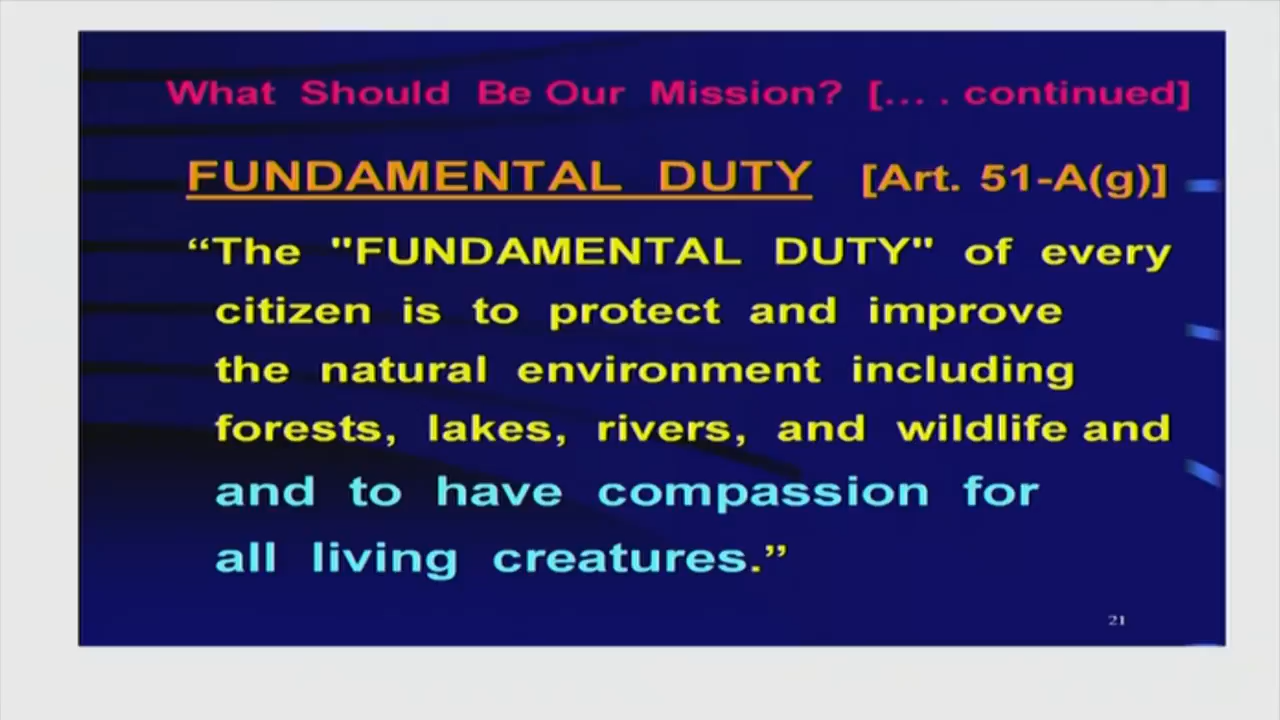 What Should Be Our Mission? [... . continued]
FUNDAMENTAL DUTY [Art. 51-A(g)]
“The "FUNDAMENTAL DUTY" of every
citizen is to protect and improve
the natural environment including
forests, lakes, rivers, and wildlife and
and to have compassion for
all living creatures.”
21